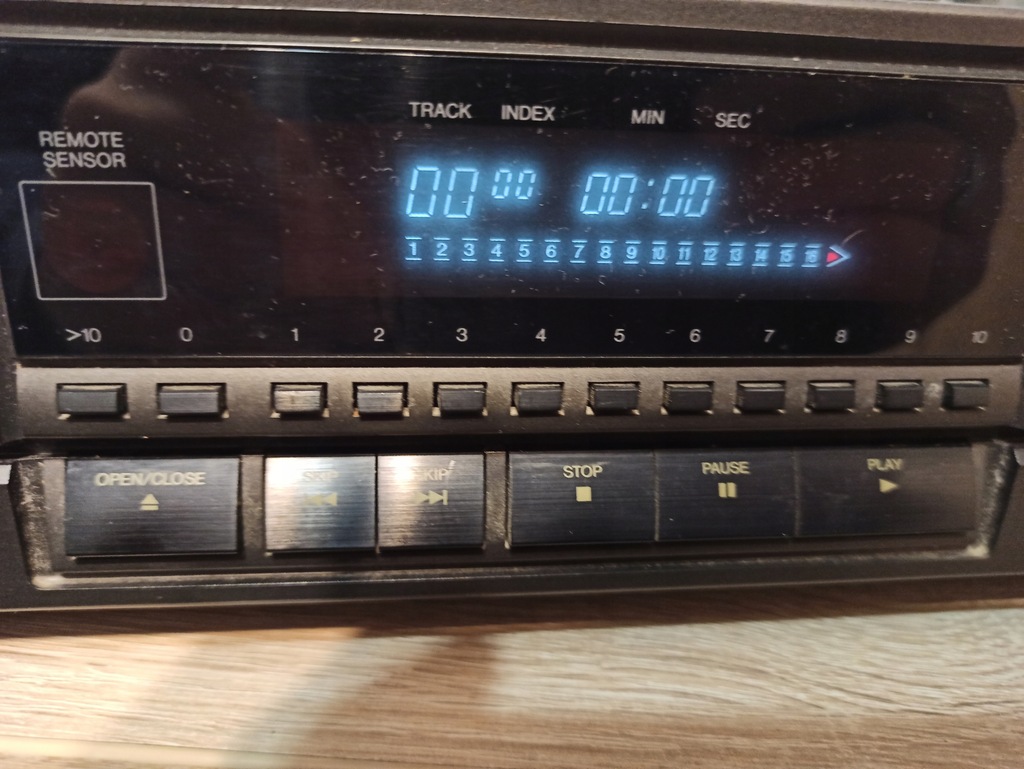 TRACK INDEX MIN SEC
REMOTE
SENSOR
00 00 00:00
1 2 3 4 5 6 7 8 9 10 11 12 13 14 15 16
>10 0 1 2 3 4 5 6 7 8 9 10
OPEN/CLOSE SKIP SKIP STOP PAUSE PLAY